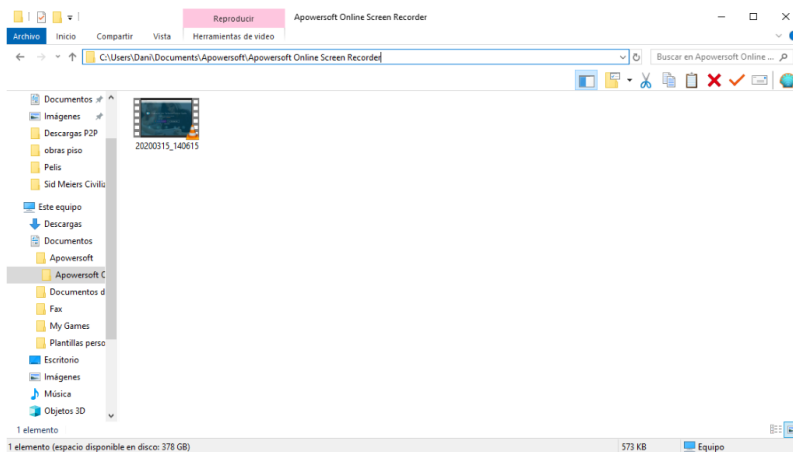 Reproducir
Apowersoft Online Screen Recorder
Archivo Inicio Compartir Vista Herramientas de video
C:\Users\Dani\Documents\Apowersoft\Apowersoft Online Screen Recorder
Buscar en Apowersoft Online ...
Documentos
Imágenes
Descargas P2P
obras piso
Pelis
Sid Meiers Civiliz
Este equipo
Descargas
Documentos
Apowersoft
Apowersoft O
Documentos d
Fax
My Games
Plantillas perso
Escritorio
Imágenes
Música
Objetos 3D
20200315_140615
1 elemento
1 elemento (espacio disponible en disco: 378 GB) 573 KB Equipo